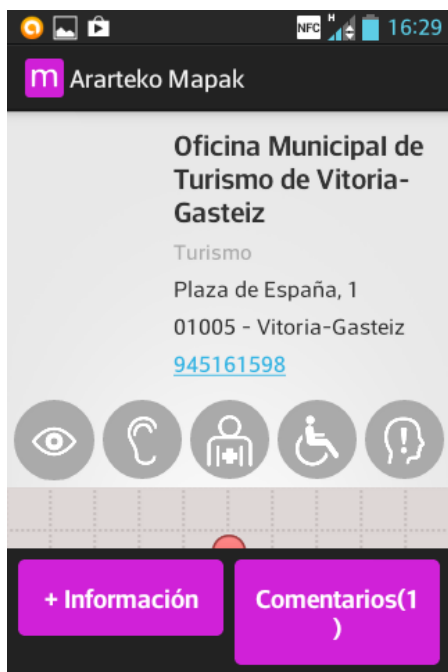 NFC H 16:29
m Ararteko Mapak
Oficina Municipal de
Turismo de Vitoria-
Gasteiz
Turismo
Plaza de España, 1
01005 - Vitoria-Gasteiz
945161598
+ Información
Comentarios(1
)